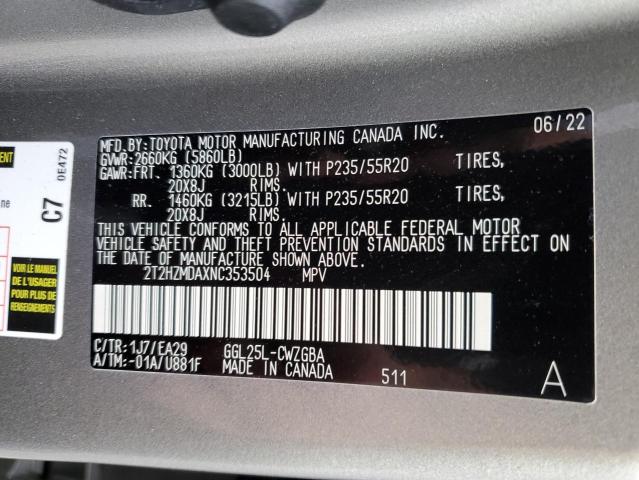 MFD.BY:TOYOTA MOTOR MANUFACTURING CANADA INC. 06/22
GVWR:2660KG (5860LB)
GAWR:FRT. 1360KG (3000LB) WITH P235/55R20 TIRES,
20X8J RIMS.
RR. 1460KG (3215LB) WITH P235/55R20 TIRES,
20X8J RIMS.
THIS VEHICLE CONFORMS TO ALL APPLICABLE FEDERAL MOTOR
VEHICLE SAFETY AND THEFT PREVENTION STANDARDS IN EFFECT ON
THE DATE OF MANUFACTURE SHOWN ABOVE.
2T2HZMDAXNC353504 MPV
C/TR:1J7/EA29 GGL25L-CWZGBA
A/TM:-01A/U881F MADE IN CANADA 511 A
0E472
C7
MANUEL
DE L'USAGER
POUR PLUS DE
RENSEIGNEMENTS